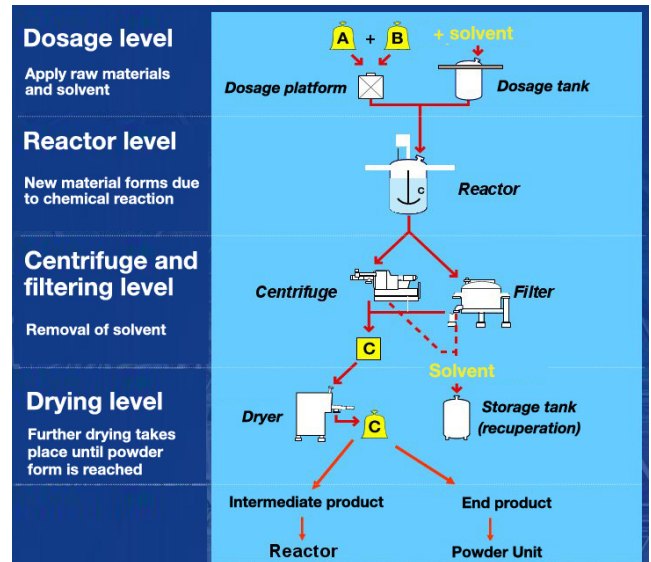 Dosage level
Apply raw materials
and solvent
A + B
+ solvent
Dosage platform
Dosage tank
Reactor level
New material forms due
to chemical reaction
C
Reactor
Centrifuge and
filtering level
Removal of solvent
Centrifuge
Filter
C
Solvent
Drying level
Further drying takes
place until powder
form is reached
Dryer
C
Storage tank
(recuperation)
Intermediate product
End product
Reactor
Powder Unit